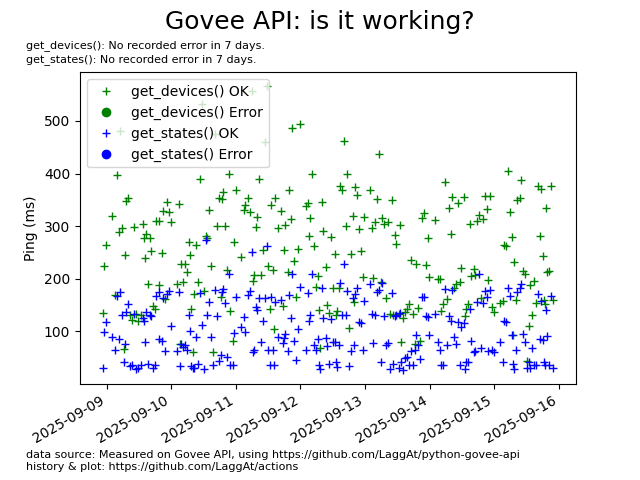 Govee API: is it working?
get_devices(): No recorded error in 7 days.
get_states(): No recorded error in 7 days.
get_devices() OK
get_devices() Error
get_states() OK
get_states() Error
Ping (ms)
500
400
300
200
100
2025-09-09
2025-09-10
2025-09-11
2025-09-12
2025-09-13
2025-09-14
2025-09-15
2025-09-16
data source: Measured on Govee API, using https://github.com/LaggAt/python-govee-api
history & plot: https://github.com/LaggAt/actions